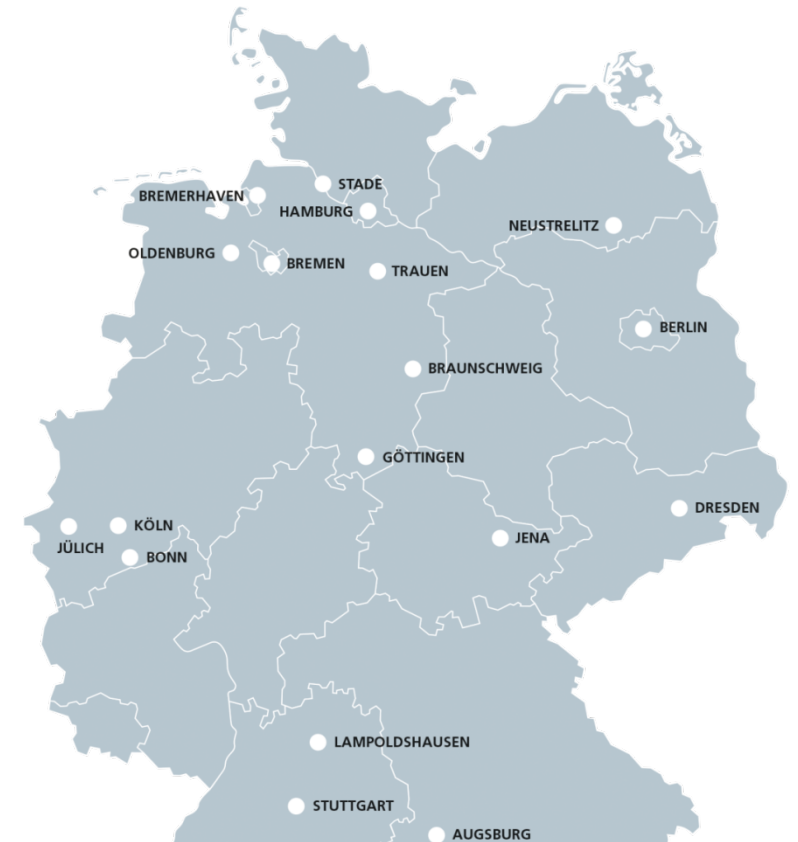 STADE
BREMERHAVEN
HAMBURG
NEUSTRELITZ
OLDENBURG
BREMEN
TRAUEN
BERLIN
BRAUNSCHWEIG
GÖTTINGEN
DRESDEN
KÖLN
JENA
JÜLICH
BONN
LAMPOLDSHAUSEN
STUTTGART
AUGSBURG